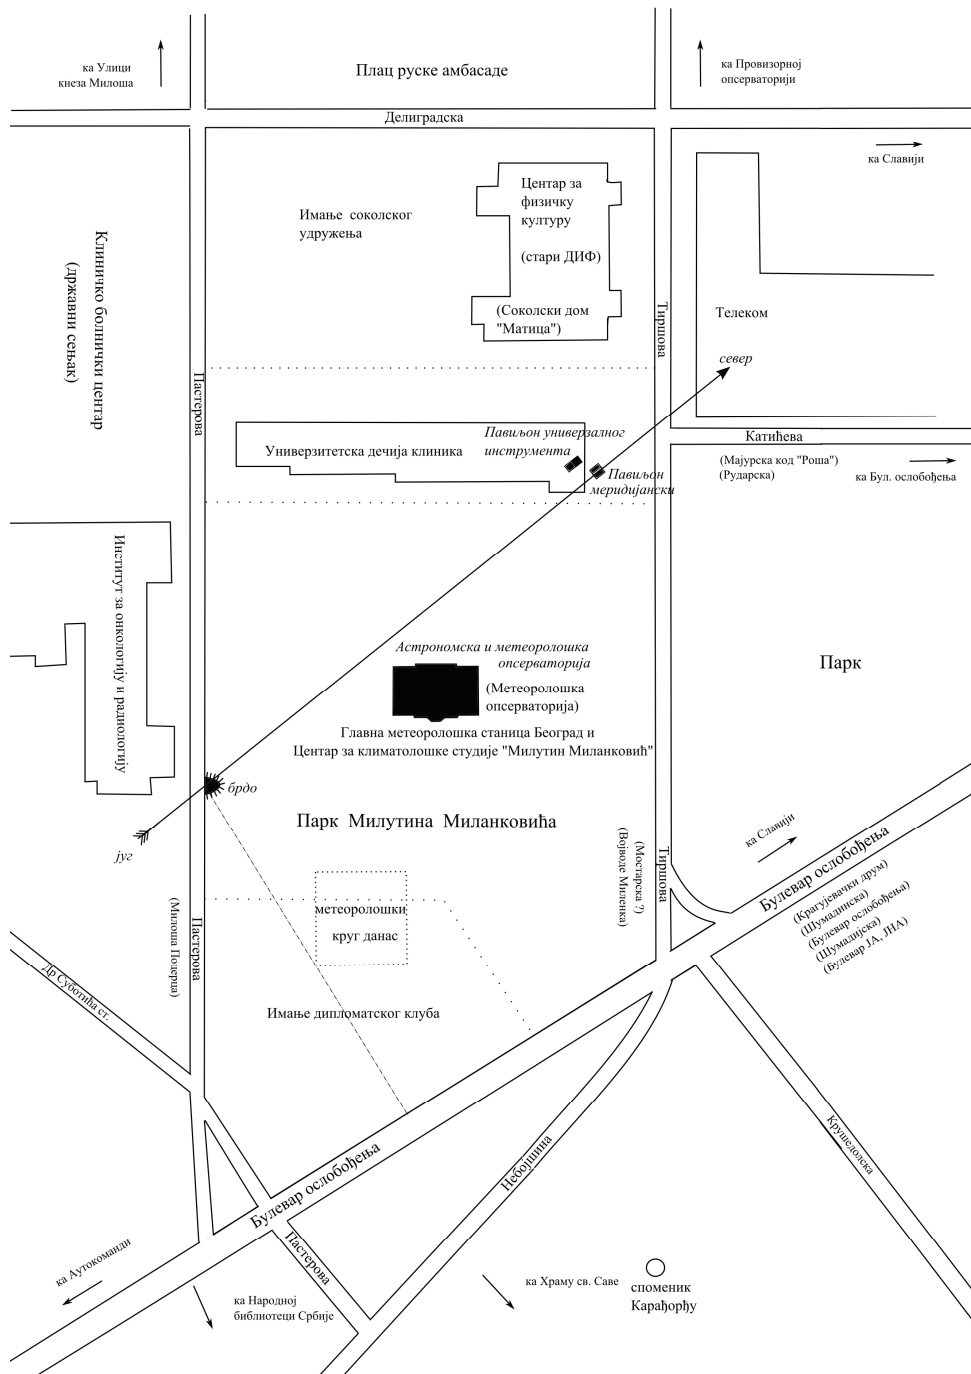 ка Улици
кнеза Милоша
Плац руске амбасаде
ка Провизорној
опсерваторији
Делиградска
ка Славији
Центар за
физичку
културу
(стари ДИФ)
(Соколски дом
"Матица")
Имање соколског
удружења
Клиничко болнички центар
(државни сењак)
Тиршова
Телеком
север
Пастерова
Павиљон универзалног
инструмента
Универзитетска дечија клиника
Павиљон
меридијански
Катићева
(Мајурска код "Роша")
(Рударска)
ка Бул. ослобођења
Институт за онкологију и радиологију
Астрономска и метеоролошка
опсерваторија
(Метеоролошка
опсерваторија)
Парк
Главна метеоролошка станица Београд и
Центар за климатолошке студије "Милутин Миланковић"
брдо
југ
Парк Милутина Миланковића
ка Славији
Булевар ослобођења
(Крагујевачки друм)
(Шумадинска)
(Булевар ослобођења)
(Шумадијска)
(Булевар ЈА, ЈНА)
Тиршова
(Мостарска ?)
(Војводе Миленка)
метеоролошки
круг данас
Пастерова
(Милоша Поцерца)
Др Суботића ст.
Имање дипломатског клуба
Крушедолска
Небојшина
Булевар ослобођења
Пастерова
ка Аутокоманди
ка Народној
библиотеци Србије
ка Храму св. Саве
споменик
Карађорђу